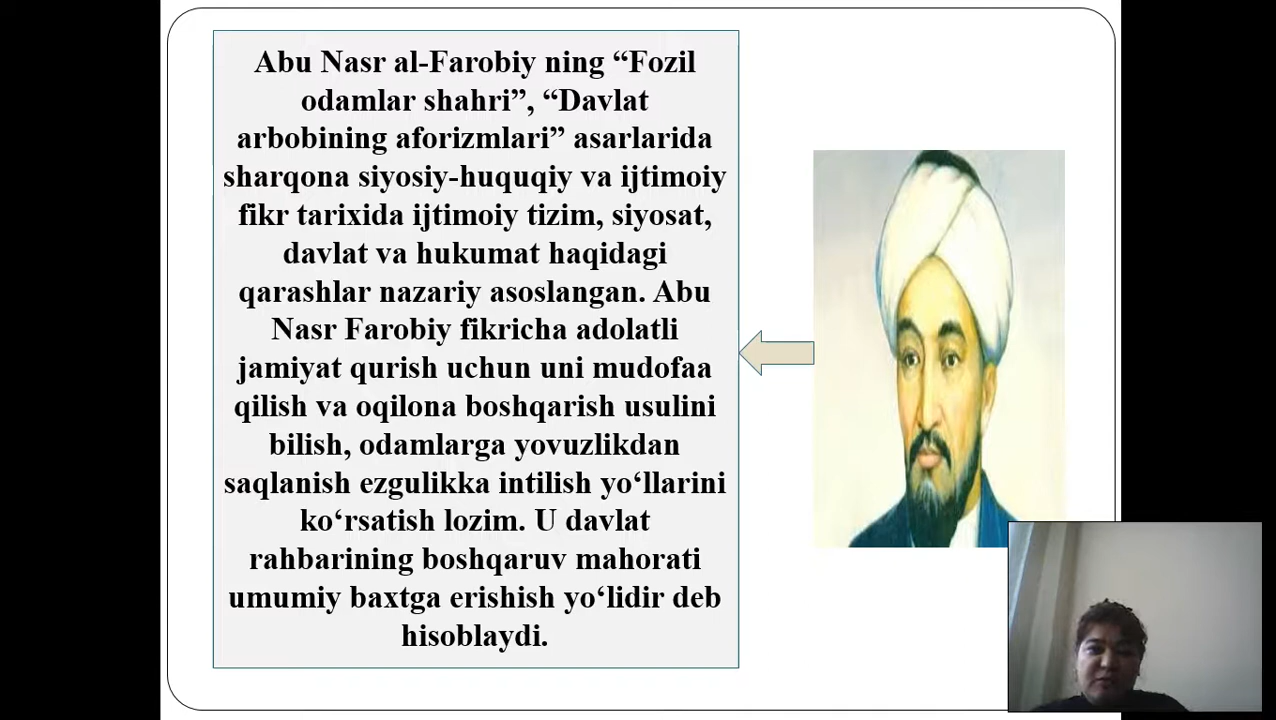 Abu Nasr al-Farobiy ning “Fozil
odamlar shahri”, “Davlat
arbobining aforizmlari” asarlarida
sharqona siyosiy-huquqiy va ijtimoiy
fikr tarixida ijtimoiy tizim, siyosat,
davlat va hukumat haqidagi
qarashlar nazariy asoslangan. Abu
Nasr Farobiy fikricha adolatli
jamiyat qurish uchun uni mudofaa
qilish va oqilona boshqarish usulini
bilish, odamlarga yovuzlikdan
saqlanish ezgulikka intilish yo‘llarini
ko‘rsatish lozim. U davlat
rahbarining boshqaruv mahorati
umumiy baxtga erishish yo‘lidir deb
hisoblaydi.